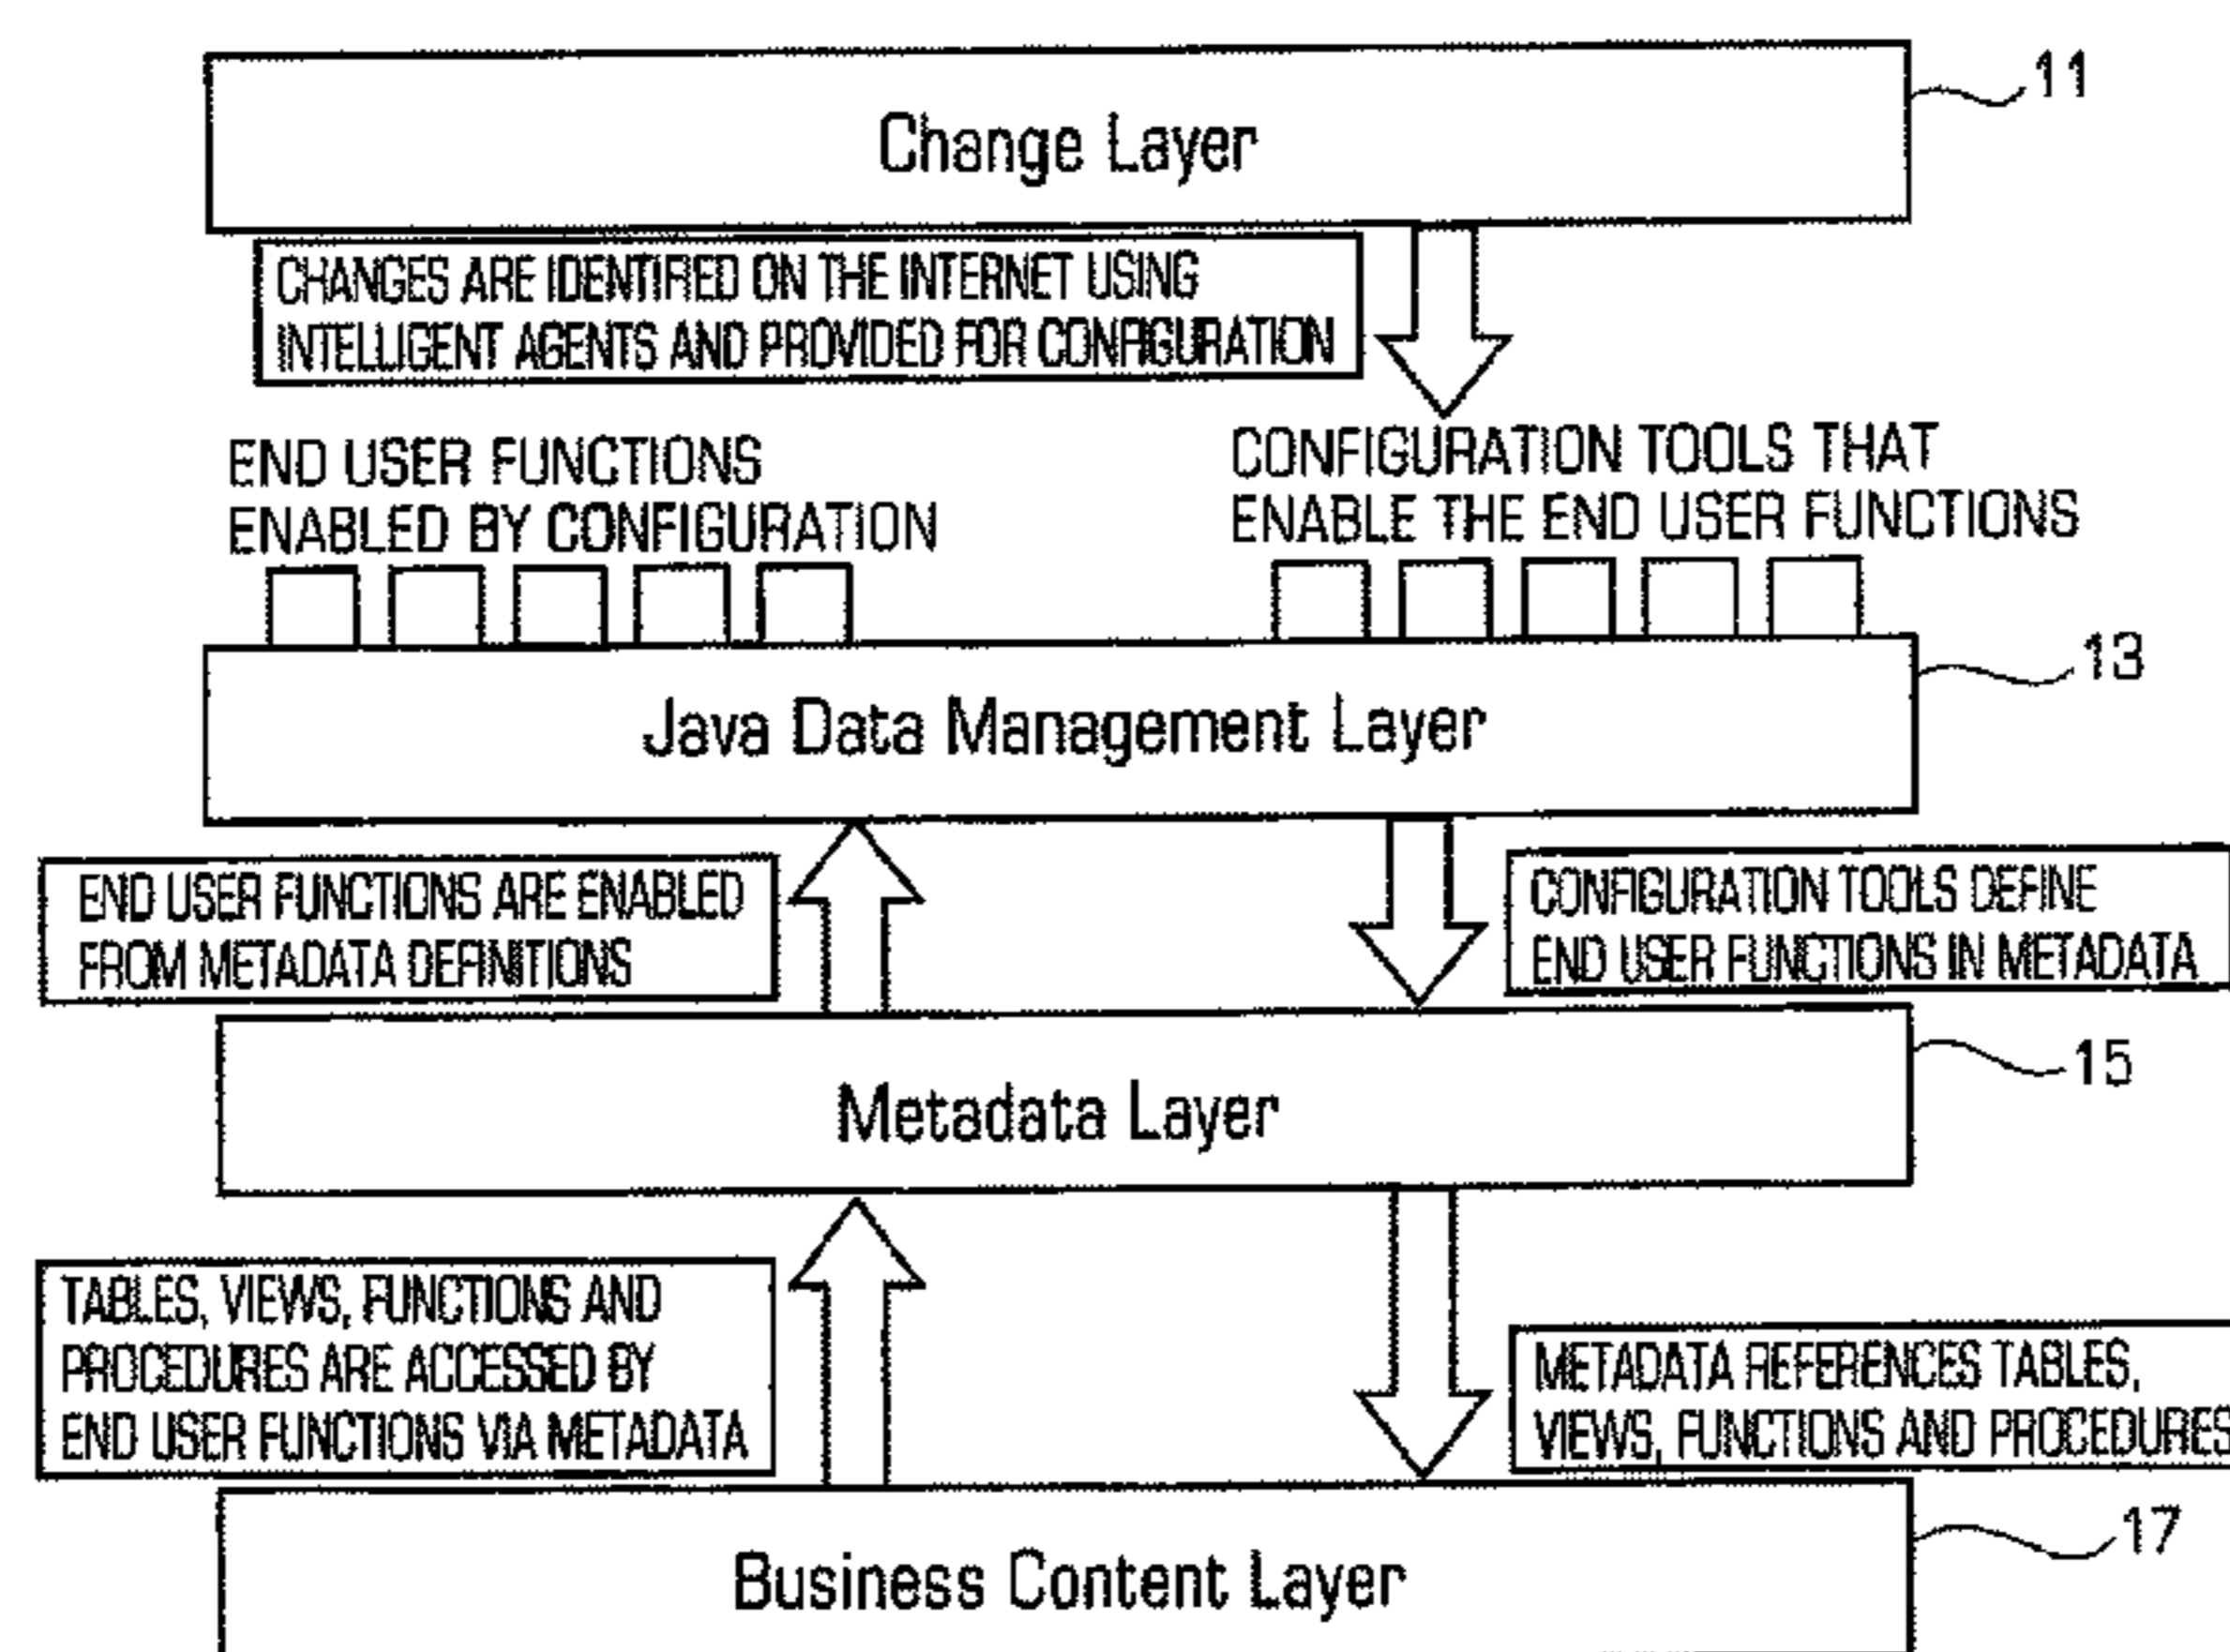 Change Layer
11
CHANGES ARE IDENTIFIED ON THE INTERNET USING
INTELLIGENT AGENTS AND PROVIDED FOR CONFIGURATION
END USER FUNCTIONS
ENABLED BY CONFIGURATION
CONFIGURATION TOOLS THAT
ENABLE THE END USER FUNCTIONS
13
Java Data Management Layer
END USER FUNCTIONS ARE ENABLED
FROM METADATA DEFINITIONS
CONFIGURATION TOOLS DEFINE
END USER FUNCTIONS IN METADATA
15
Metadata Layer
TABLES, VIEWS, FUNCTIONS AND
PROCEDURES ARE ACCESSED BY
END USER FUNCTIONS VIA METADATA
METADATA REFERENCES TABLES,
VIEWS, FUNCTIONS AND PROCEDURES
17
Business Content Layer